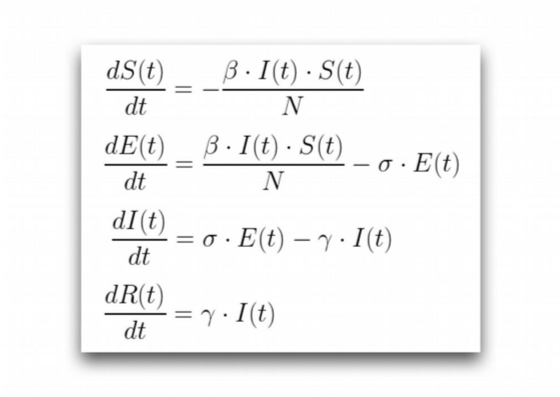 dS(t)/dt = −β · I(t) · S(t)/N
dE(t)/dt = β · I(t) · S(t)/N − σ · E(t)
dI(t)/dt = σ · E(t) − γ · I(t)
dR(t)/dt = γ · I(t)